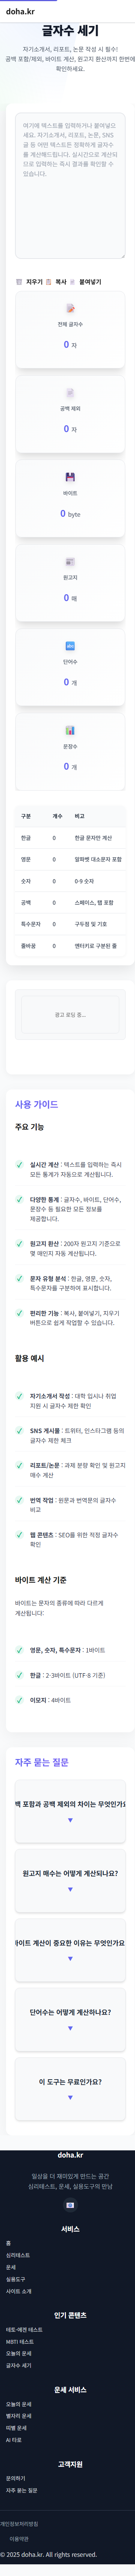 doha.kr
글자수 세기
자기소개서, 리포트, 논문 작성 시 필수!
공백 포함/제외, 바이트 계산, 원고지 환산까지 한번에
확인하세요.
여기에 텍스트를 입력하거나 붙여넣으
세요. 자기소개서, 리포트, 논문, SNS
글 등 어떤 텍스트든 정확하게 글자수
를 계산해드립니다. 실시간으로 계산되
므로 입력하는 즉시 결과를 확인할 수
있습니다.
지우기 복사 붙여넣기
전체 글자수
0 자
공백 제외
0 자
바이트
0 byte
원고지
0 매
abc
단어수
0 개
문장수
0 개
구분 개수 비고
한글 0 한글 문자만 계산
영문 0 알파벳 대소문자 포함
숫자 0 0-9 숫자
공백 0 스페이스, 탭 포함
특수문자 0 구두점 및 기호
줄바꿈 0 엔터키로 구분된 줄
광고 로딩 중...
사용 가이드
주요 기능
✓ 실시간 계산 : 텍스트를 입력하는 즉시
모든 통계가 자동으로 계산됩니다.
✓ 다양한 통계 : 글자수, 바이트, 단어수,
문장수 등 필요한 모든 정보를
제공합니다.
✓ 원고지 환산 : 200자 원고지 기준으로
몇 매인지 자동 계산됩니다.
✓ 문자 유형 분석 : 한글, 영문, 숫자,
특수문자를 구분하여 표시합니다.
✓ 편리한 기능 : 복사, 붙여넣기, 지우기
버튼으로 쉽게 작업할 수 있습니다.
활용 예시
✓ 자기소개서 작성 : 대학 입시나 취업
지원 시 글자수 제한 확인
✓ SNS 게시물 : 트위터, 인스타그램 등의
글자수 제한 체크
✓ 리포트/논문 : 과제 분량 확인 및 원고지
매수 계산
✓ 번역 작업 : 원문과 번역문의 글자수
비교
✓ 웹 콘텐츠 : SEO를 위한 적정 글자수
확인
바이트 계산 기준
바이트는 문자의 종류에 따라 다르게
계산됩니다:
✓ 영문, 숫자, 특수문자 : 1바이트
✓ 한글 : 2-3바이트 (UTF-8 기준)
✓ 이모지 : 4바이트
자주 묻는 질문
백 포함과 공백 제외의 차이는 무엇인가요
▼
원고지 매수는 어떻게 계산되나요?
▼
바이트 계산이 중요한 이유는 무엇인가요
▼
단어수는 어떻게 계산하나요?
▼
이 도구는 무료인가요?
▼
doha.kr
일상을 더 재미있게 만드는 공간
심리테스트, 운세, 실용도구의 만남
서비스
홈
심리테스트
운세
실용도구
사이트 소개
인기 콘텐츠
테토-에겐 테스트
MBTI 테스트
오늘의 운세
글자수 세기
운세 서비스
오늘의 운세
별자리 운세
띠별 운세
AI 타로
고객지원
문의하기
자주 묻는 질문
개인정보처리방침
이용약관
© 2025 doha.kr. All rights reserved.